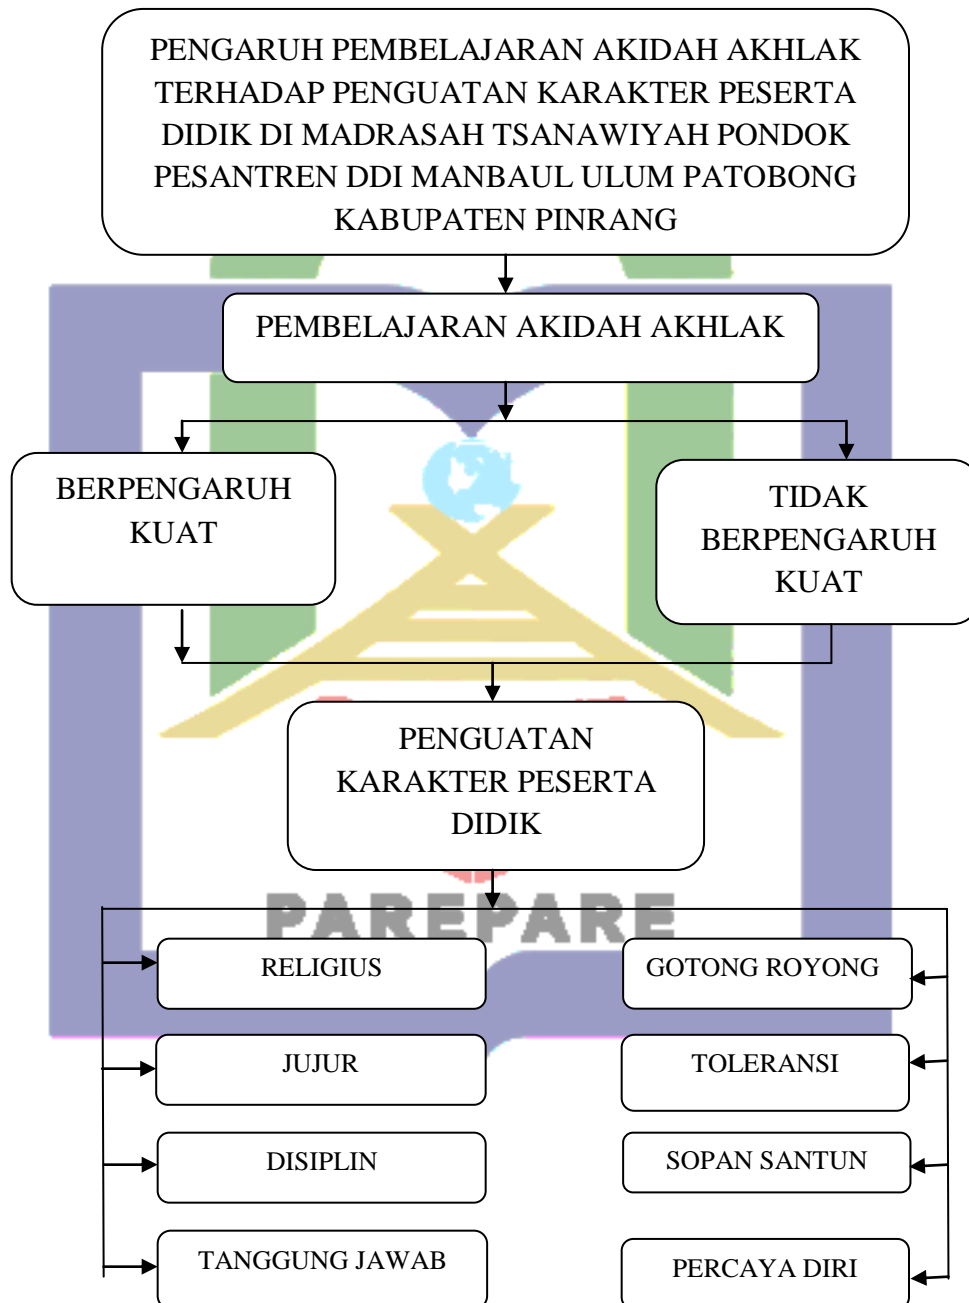 PENGARUH PEMBELAJARAN AKIDAH AKHLAK
TERHADAP PENGUATAN KARAKTER PESERTA
DIDIK DI MADRASAH TSANAWIYAH PONDOK
PESANTREN DDI MANBAUL ULUM PATOBONG
KABUPATEN PINRANG
PEMBELAJARAN AKIDAH AKHLAK
BERPENGARUH
KUAT
TIDAK
BERPENGARUH
KUAT
PENGUATAN
KARAKTER PESERTA
DIDIK
PAREPARE
RELIGIUS
GOTONG ROYONG
JUJUR
TOLERANSI
DISIPLIN
SOPAN SANTUN
TANGGUNG JAWAB
PERCAYA DIRI